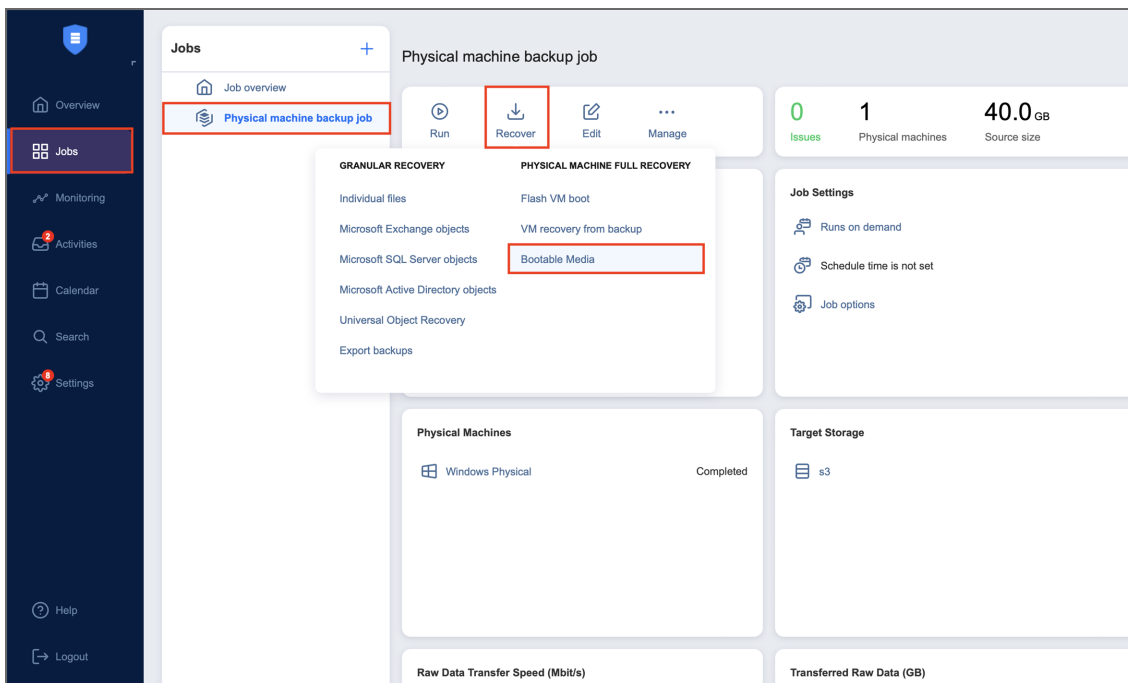 Overview
Jobs
Monitoring
2
Activities
Calendar
Search
8
Settings
Help
Logout
Jobs
+
Job overview
Physical machine backup job
Physical machine backup job
Run
Recover
Edit
Manage
GRANULAR RECOVERY
Individual files
Microsoft Exchange objects
Microsoft SQL Server objects
Microsoft Active Directory objects
Universal Object Recovery
Export backups
PHYSICAL MACHINE FULL RECOVERY
Flash VM boot
VM recovery from backup
Bootable Media
0
Issues
1
Physical machines
40.0 GB
Source size
Job Settings
Runs on demand
Schedule time is not set
Job options
Physical Machines
Windows Physical Completed
Target Storage
s3
Raw Data Transfer Speed (Mbit/s)
Transferred Raw Data (GB)